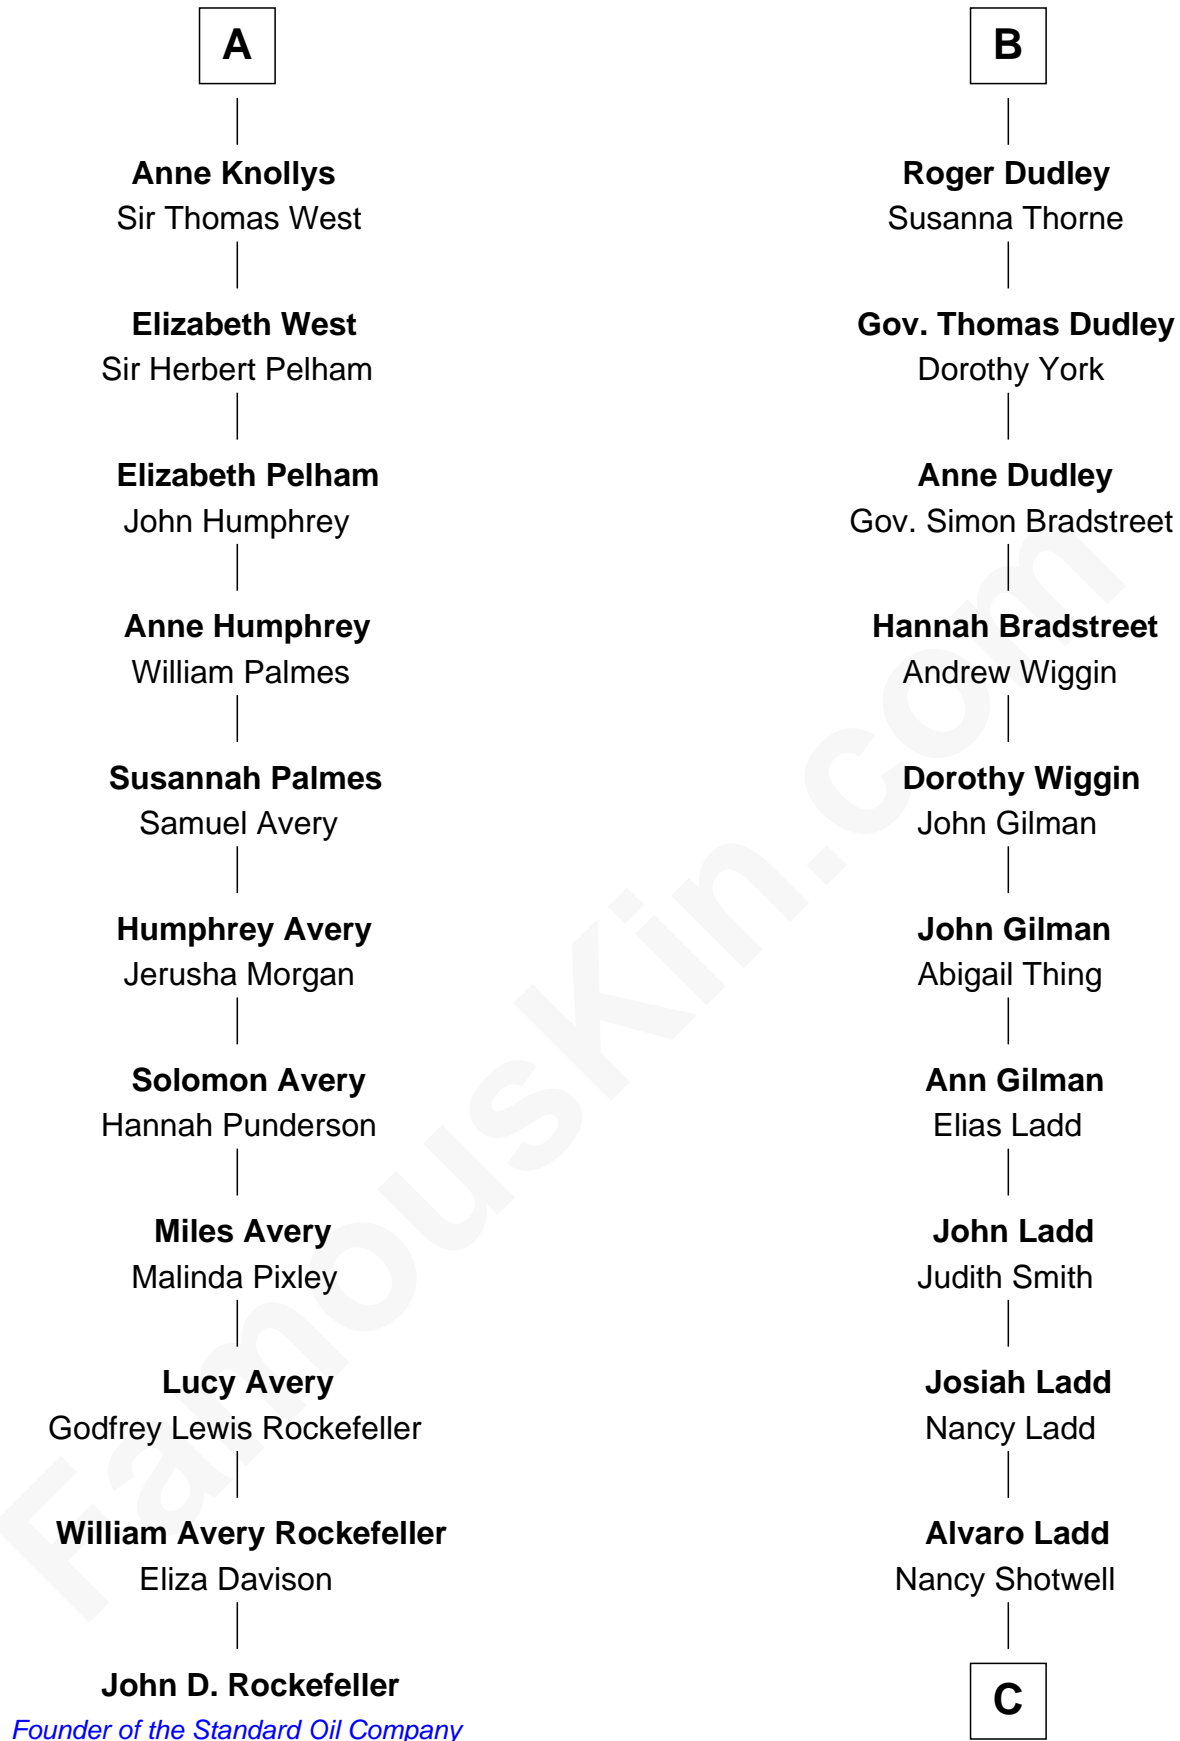 A
Anne Knollys
Sir Thomas West
Elizabeth West
Sir Herbert Pelham
Elizabeth Pelham
John Humphrey
Anne Humphrey
William Palmes
Susannah Palmes
Samuel Avery
Humphrey Avery
Jerusha Morgan
Solomon Avery
Hannah Punderson
Miles Avery
Malinda Pixley
Lucy Avery
Godfrey Lewis Rockefeller
William Avery Rockefeller
Eliza Davison
John D. Rockefeller
Founder of the Standard Oil Company
B
Roger Dudley
Susanna Thorne
Gov. Thomas Dudley
Dorothy York
Anne Dudley
Gov. Simon Bradstreet
Hannah Bradstreet
Andrew Wiggin
Dorothy Wiggin
John Gilman
John Gilman
Abigail Thing
Ann Gilman
Elias Ladd
John Ladd
Judith Smith
Josiah Ladd
Nancy Ladd
Alvaro Ladd
Nancy Shotwell
C
FamousKin.com